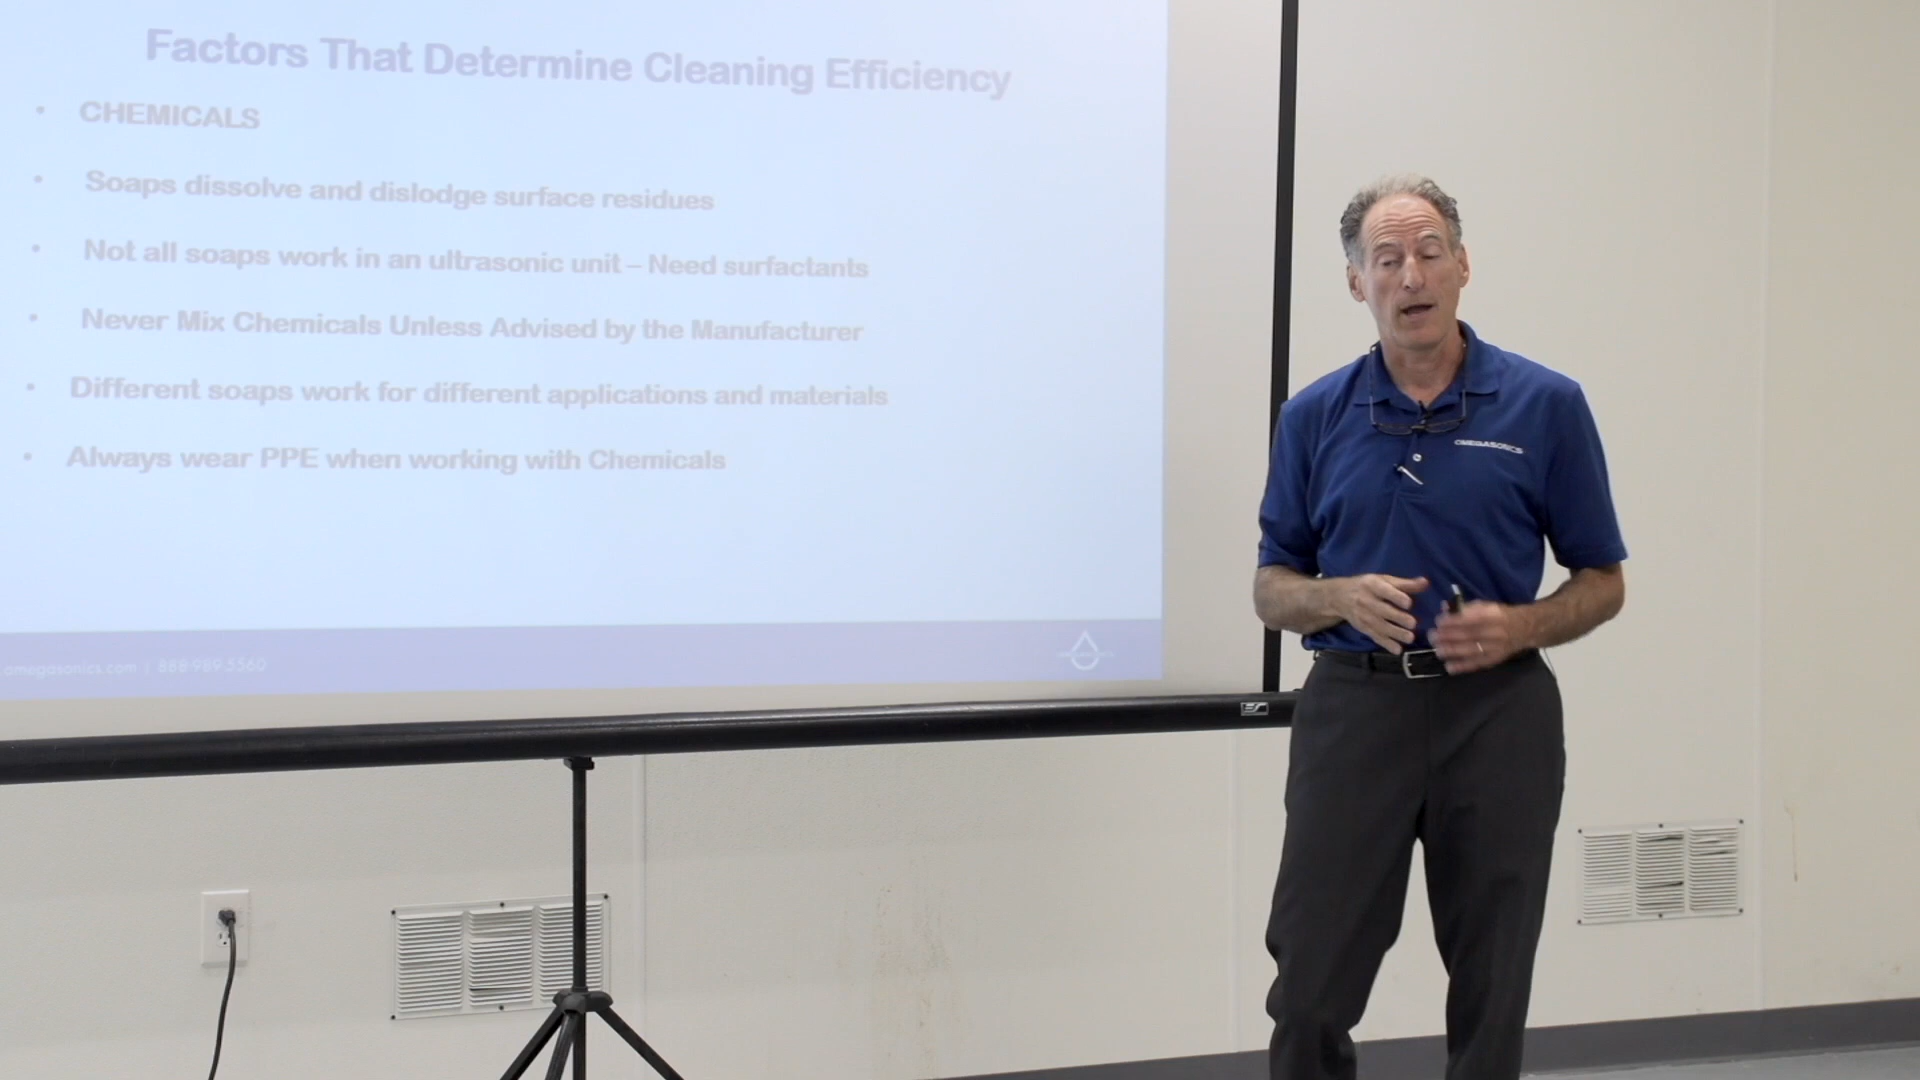 Factors That Determine Cleaning Efficiency
• CHEMICALS
• Soaps dissolve and dislodge surface residues
• Not all soaps work in an ultrasonic unit – Need surfactants
• Never Mix Chemicals Unless Advised by the Manufacturer
• Different soaps work for different applications and materials
• Always wear PPE when working with Chemicals
omegasonics.com | 888-989-5560
OMEGASONICS
ES